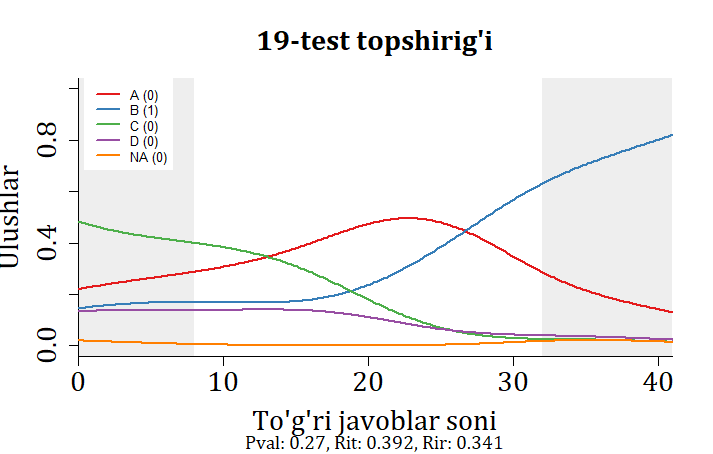 19-test topshirig'i
A (0)
B (1)
C (0)
D (0)
NA (0)
Ulushlar
0.8
0.4
0.0
0 10 20 30 40
To'g'ri javoblar soni
Pval: 0.27, Rit: 0.392, Rir: 0.341